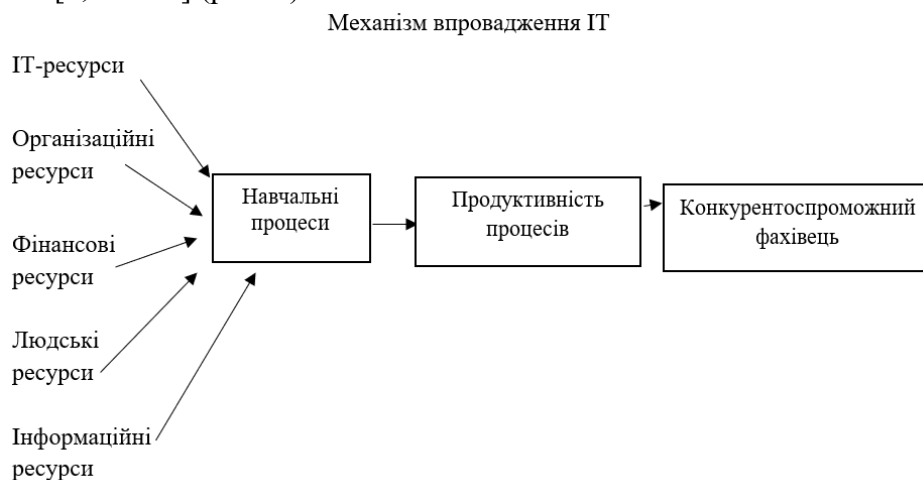 Механізм впровадження ІТ
ІТ-ресурси
Організаційні
ресурси
Фінансові
ресурси
Людські
ресурси
Інформаційні
ресурси
Навчальні
процеси
Продуктивність
процесів
Конкурентоспроможний
фахівець